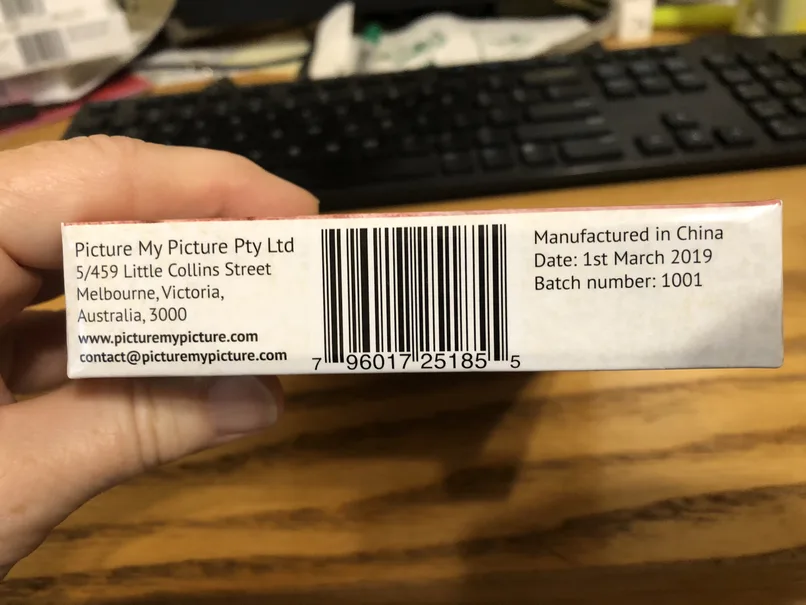 Picture My Picture Pty Ltd
5/459 Little Collins Street
Melbourne, Victoria,
Australia, 3000
www.picturemypicture.com
contact@picturemypicture.com
7 96017 25185 5
Manufactured in China
Date: 1st March 2019
Batch number: 1001